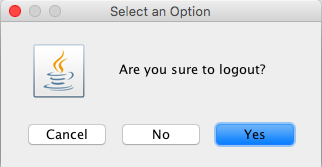 Select an Option
Are you sure to logout?
Cancel No Yes